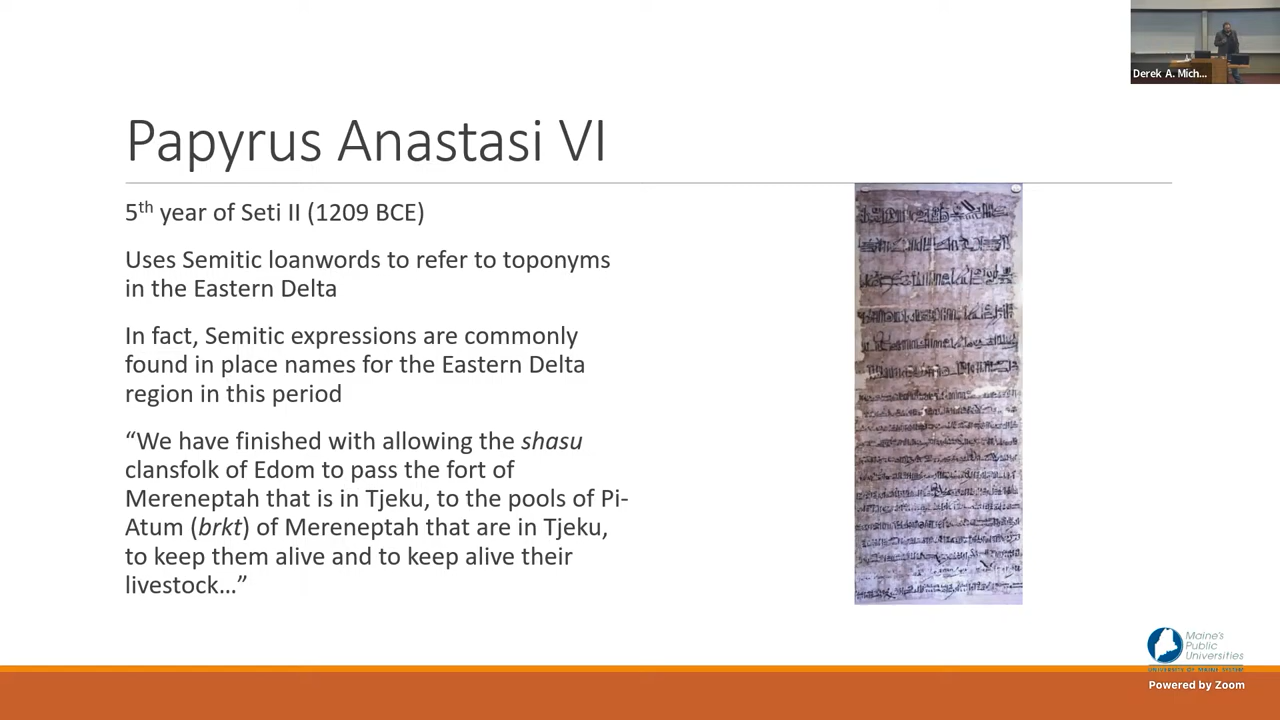 Derek A. Mich...
Papyrus Anastasi VI
5th year of Seti II (1209 BCE)
Uses Semitic loanwords to refer to toponyms
in the Eastern Delta
In fact, Semitic expressions are commonly
found in place names for the Eastern Delta
region in this period
“We have finished with allowing the shasu
clansfolk of Edom to pass the fort of
Mereneptah that is in Tjeku, to the pools of Pi-
Atum (brkt) of Mereneptah that are in Tjeku,
to keep them alive and to keep alive their
livestock…”
Maine's
Public
Universities
UNIVERSITY OF MAINE SYSTEM
Powered by Zoom